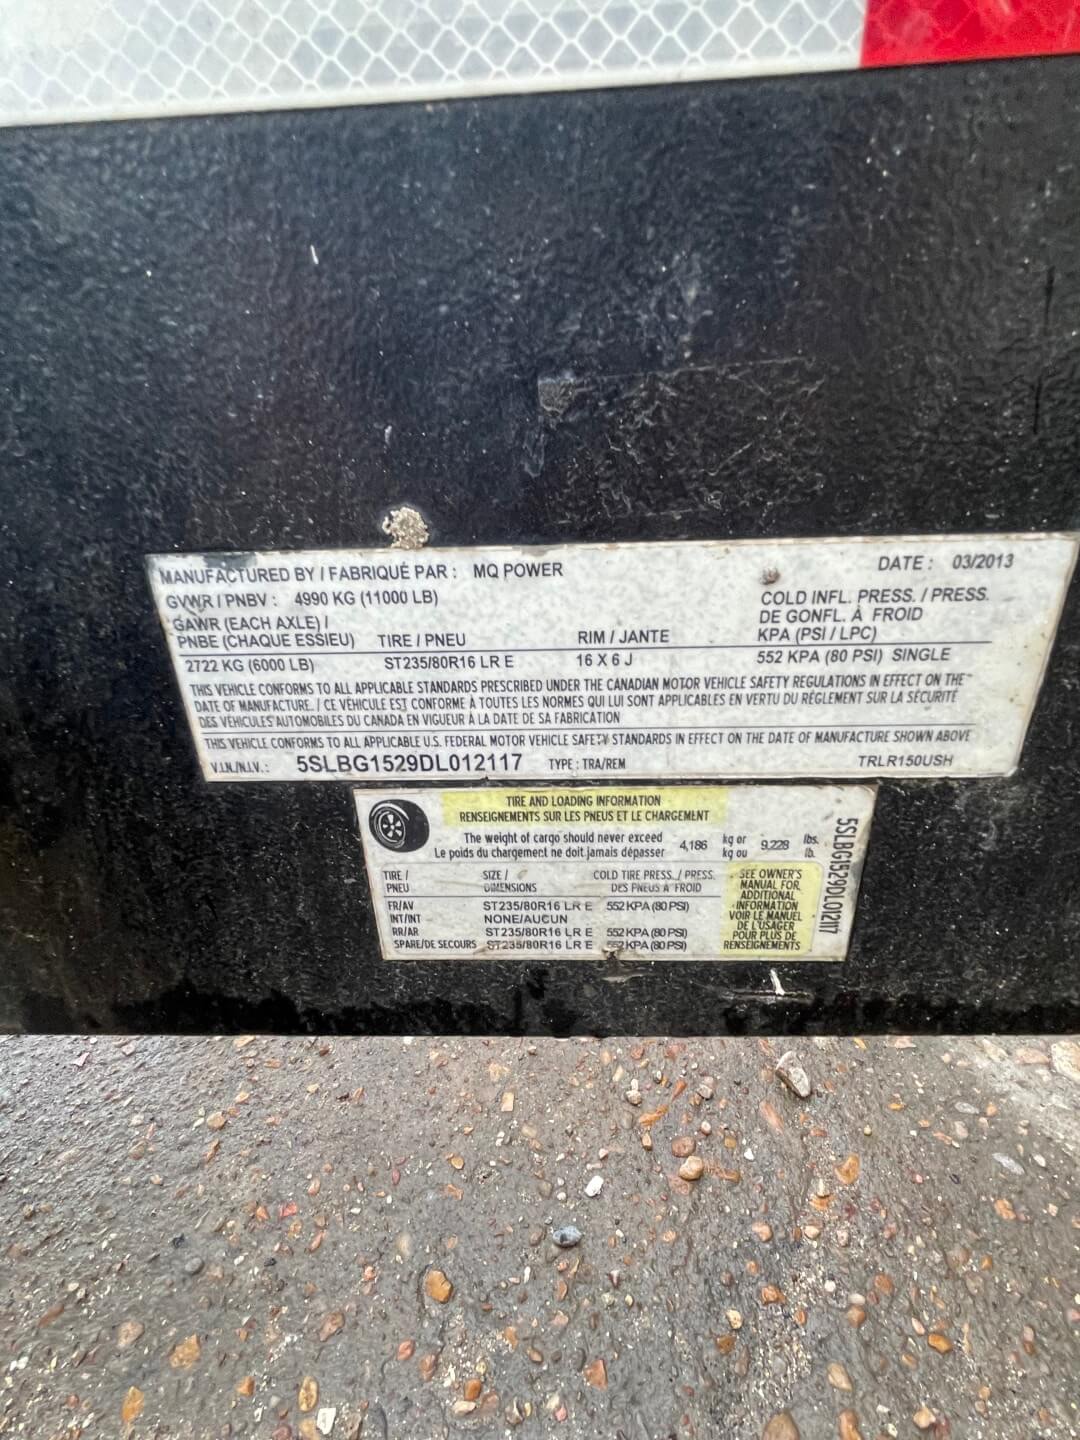 MANUFACTURED BY / FABRIQUÉ PAR : MQ POWER DATE : 03/2013
GVWR / PNBV : 4990 KG (11000 LB)
COLD INFL. PRESS. / PRESS.
GAWR (EACH AXLE) / DE GONFL. À FROID
PNBE (CHAQUE ESSIEU) TIRE / PNEU RIM / JANTE KPA (PSI / LPC)
2722 KG (6000 LB) ST235/80R16 LR E 16 X 6 J 552 KPA (80 PSI) SINGLE
THIS VEHICLE CONFORMS TO ALL APPLICABLE STANDARDS PRESCRIBED UNDER THE CANADIAN MOTOR VEHICLE SAFETY REGULATIONS IN EFFECT ON THE
DATE OF MANUFACTURE. / CE VÉHICULE EST CONFORME À TOUTES LES NORMES QUI LUI SONT APPLICABLES EN VERTU DU RÉGLEMENT SUR LA SÉCURITÉ
DES VÉHICULES AUTOMOBILES DU CANADA EN VIGUEUR À LA DATE DE SA FABRICATION
THIS VEHICLE CONFORMS TO ALL APPLICABLE U.S. FEDERAL MOTOR VEHICLE SAFETY STANDARDS IN EFFECT ON THE DATE OF MANUFACTURE SHOWN ABOVE
V.I.N./N.I.V.: 5SLBG1529DL012117 TYPE : TRA/REM TRLR150USH
TIRE AND LOADING INFORMATION
RENSEIGNEMENTS SUR LES PNEUS ET LE CHARGEMENT
The weight of cargo should never exceed 4,186 kg or 9,228 lbs.
Le poids du chargement ne doit jamais dépasser kg ou lb.
TIRE / SIZE / COLD TIRE PRESS. / PRESS.
PNEU DIMENSIONS DES PNEUS À FROID
FR/AV ST235/80R16 LR E 552 KPA (80 PSI)
INT/INT NONE/AUCUN
RR/AR ST235/80R16 LR E 552 KPA (80 PSI)
SPARE/DE SECOURS ST235/80R16 LR E 552 KPA (80 PSI)
SEE OWNER'S
MANUAL FOR
ADDITIONAL
INFORMATION
VOIR LE MANUEL
DE L'USAGER
POUR PLUS DE
RENSEIGNEMENTS
5SLBG1529DL012117